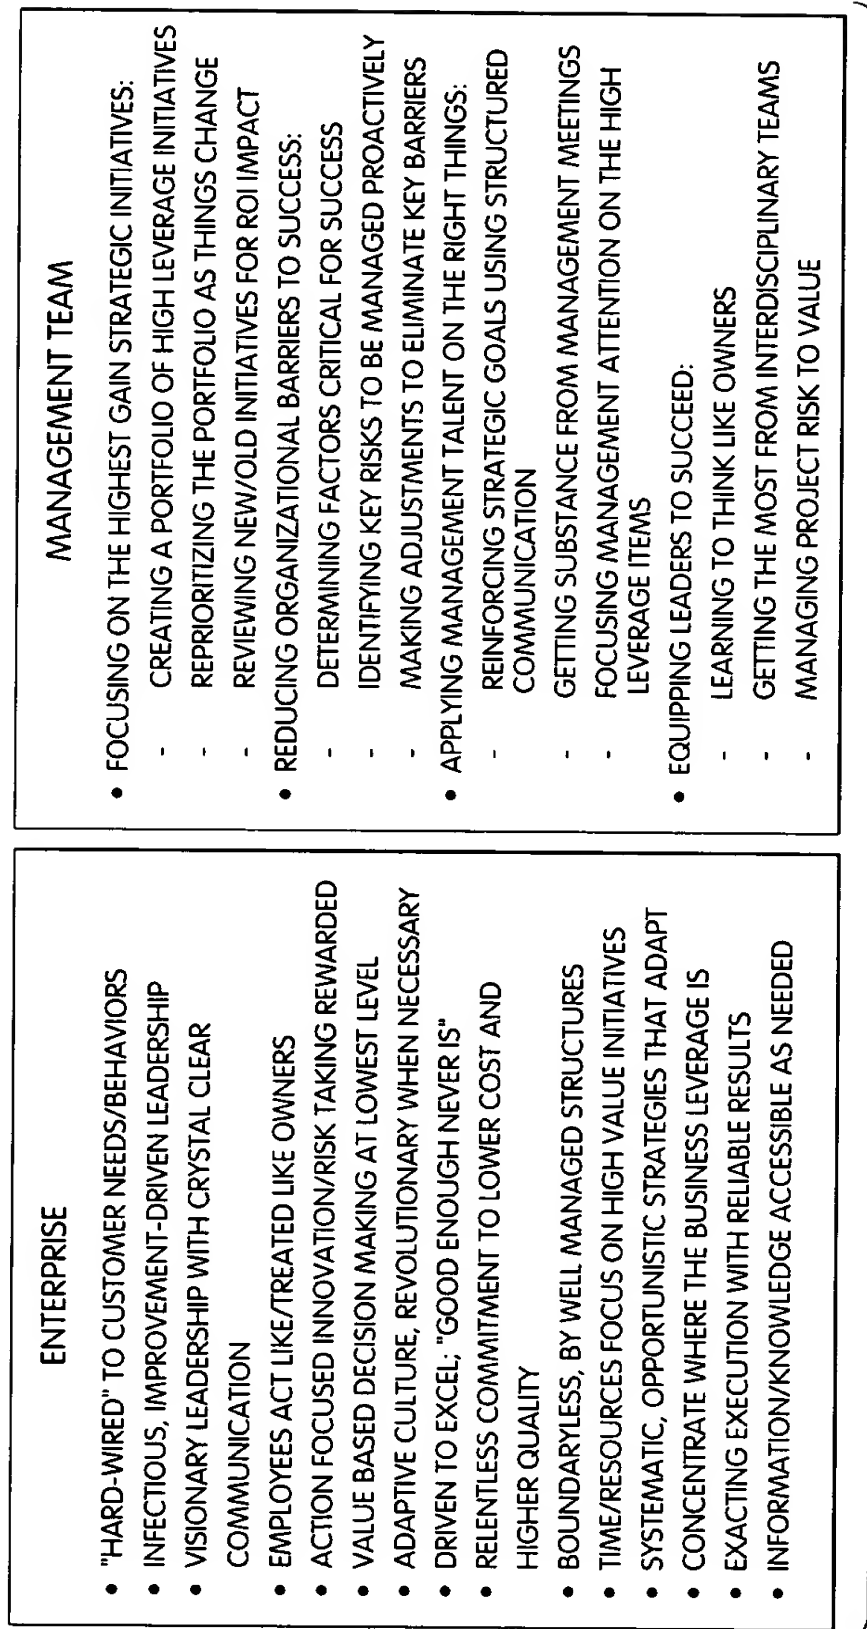 ENTERPRISE
• "HARD-WIRED" TO CUSTOMER NEEDS/BEHAVIORS
• INFECTIOUS, IMPROVEMENT-DRIVEN LEADERSHIP
• VISIONARY LEADERSHIP WITH CRYSTAL CLEAR
COMMUNICATION
• EMPLOYEES ACT LIKE/TREATED LIKE OWNERS
• ACTION FOCUSED INNOVATION/RISK TAKING REWARDED
• VALUE BASED DECISION MAKING AT LOWEST LEVEL
• ADAPTIVE CULTURE, REVOLUTIONARY WHEN NECESSARY
• DRIVEN TO EXCEL; "GOOD ENOUGH NEVER IS"
• RELENTLESS COMMITMENT TO LOWER COST AND
HIGHER QUALITY
• BOUNDARYLESS, BY WELL MANAGED STRUCTURES
• TIME/RESOURCES FOCUS ON HIGH VALUE INITIATIVES
• SYSTEMATIC, OPPORTUNISTIC STRATEGIES THAT ADAPT
• CONCENTRATE WHERE THE BUSINESS LEVERAGE IS
• EXACTING EXECUTION WITH RELIABLE RESULTS
• INFORMATION/KNOWLEDGE ACCESSIBLE AS NEEDED
MANAGEMENT TEAM
• FOCUSING ON THE HIGHEST GAIN STRATEGIC INITIATIVES:
- CREATING A PORTFOLIO OF HIGH LEVERAGE INITIATIVES
- REPRIORITIZING THE PORTFOLIO AS THINGS CHANGE
- REVIEWING NEW/OLD INITIATIVES FOR ROI IMPACT
• REDUCING ORGANIZATIONAL BARRIERS TO SUCCESS:
- DETERMINING FACTORS CRITICAL FOR SUCCESS
- IDENTIFYING KEY RISKS TO BE MANAGED PROACTIVELY
- MAKING ADJUSTMENTS TO ELIMINATE KEY BARRIERS
• APPLYING MANAGEMENT TALENT ON THE RIGHT THINGS:
- REINFORCING STRATEGIC GOALS USING STRUCTURED
COMMUNICATION
- GETTING SUBSTANCE FROM MANAGEMENT MEETINGS
- FOCUSING MANAGEMENT ATTENTION ON THE HIGH
LEVERAGE ITEMS
• EQUIPPING LEADERS TO SUCCEED:
- LEARNING TO THINK LIKE OWNERS
- GETTING THE MOST FROM INTERDISCIPLINARY TEAMS
- MANAGING PROJECT RISK TO VALUE